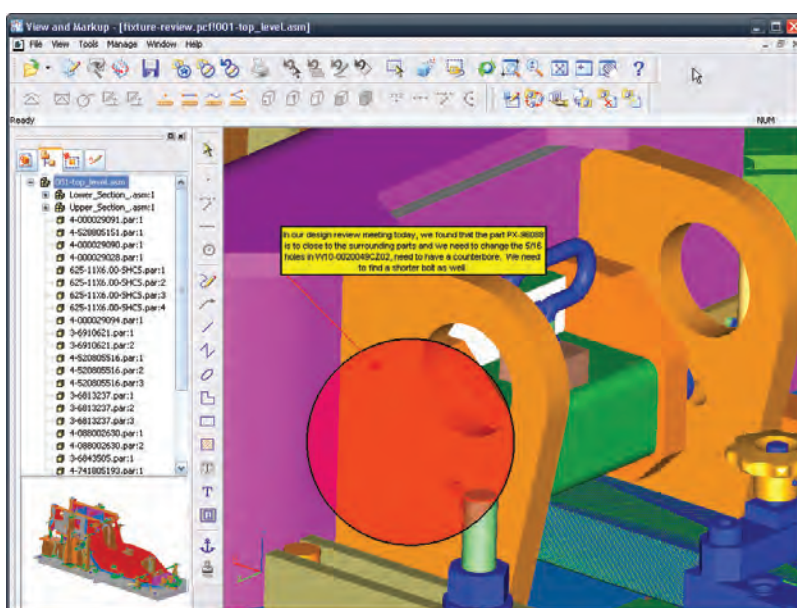 View and Markup - [fixture-review.pcf!001-top_level.asm]
File View Tools Manage Window Help
Ready
NUM
001-top_level.asm
Lower_Section_.asm:1
Upper_Section_.asm:1
4-000029091.par:1
4-528805151.par:1
4-000029090.par:1
4-000029028.par:1
625-11X6.00-SHCS.par:1
625-11X6.00-SHCS.par:2
625-11X6.00-SHCS.par:3
625-11X6.00-SHCS.par:4
4-000029094.par:1
3-6910621.par:1
3-6910621.par:2
4-520805516.par:1
4-520805516.par:2
4-520805516.par:3
3-6813237.par:1
3-6813237.par:2
3-6813237.par:3
4-088002630.par:1
4-088002630.par:2
3-6843505.par:1
4-741805193.par:1
In our design review meeting today, we found that the part PX-98088
is to close to the surrounding parts and we need to change the 5/16
holes in W10-0020049CZ02, need to have a counterbore. We need
to find a shorter bolt as well